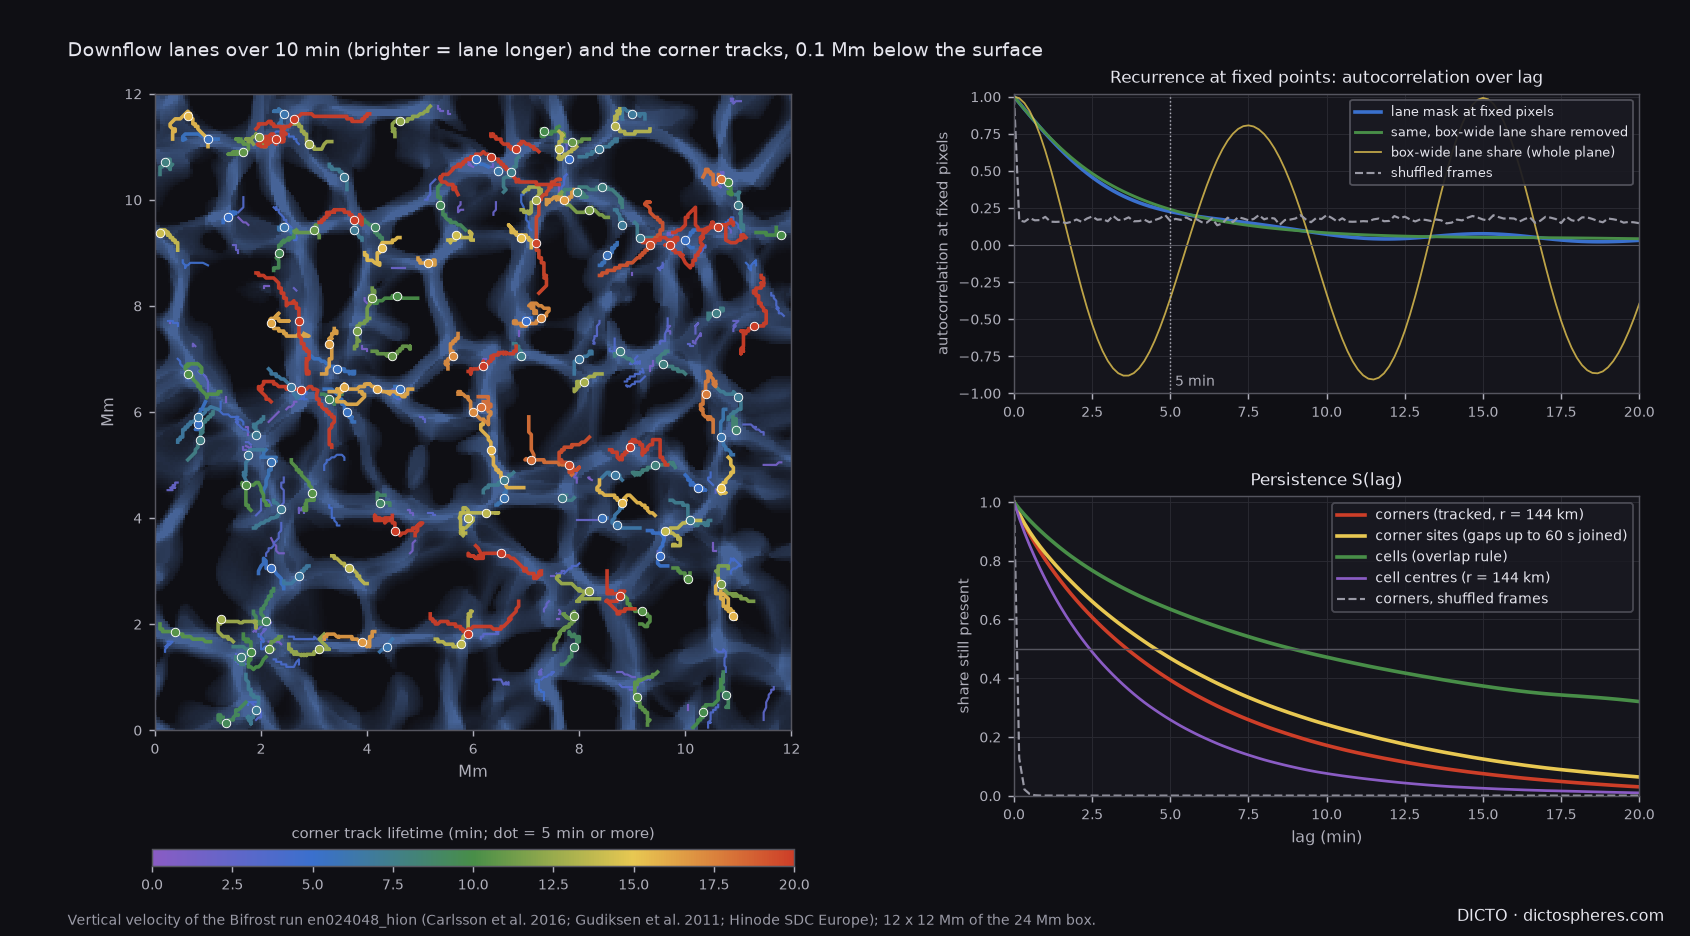 Downflow lanes over 10 min (brighter = lane longer) and the corner tracks, 0.1 Mm below the surface
12
10
8
6
4
2
0
Mm
0 2 4 6 8 10 12
Mm
corner track lifetime (min; dot = 5 min or more)
0.0 2.5 5.0 7.5 10.0 12.5 15.0 17.5 20.0
Recurrence at fixed points: autocorrelation over lag
autocorrelation at fixed pixels
1.00
0.75
0.50
0.25
0.00
−0.25
−0.50
−0.75
−1.00
lane mask at fixed pixels
same, box-wide lane share removed
box-wide lane share (whole plane)
shuffled frames
5 min
0.0 2.5 5.0 7.5 10.0 12.5 15.0 17.5 20.0
Persistence S(lag)
share still present
1.0
0.8
0.6
0.4
0.2
0.0
corners (tracked, r = 144 km)
corner sites (gaps up to 60 s joined)
cells (overlap rule)
cell centres (r = 144 km)
corners, shuffled frames
0.0 2.5 5.0 7.5 10.0 12.5 15.0 17.5 20.0
lag (min)
Vertical velocity of the Bifrost run en024048_hion (Carlsson et al. 2016; Gudiksen et al. 2011; Hinode SDC Europe); 12 x 12 Mm of the 24 Mm box.
DICTO · dictospheres.com